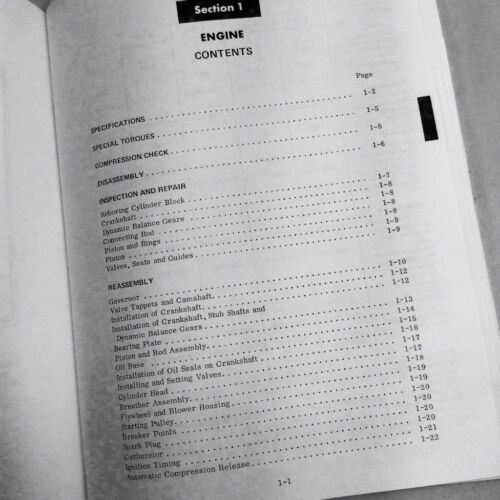 Section 1
ENGINE
CONTENTS
Page
SPECIFICATIONS . . . . . . . . . . 1-2
SPECIAL TORQUES . . . . . . . . . . 1-5
COMPRESSION CHECK . . . . . . . . . . 1-5
DISASSEMBLY . . . . . . . . . . 1-6
INSPECTION AND REPAIR
Reboring Cylinder Block . . . . . . . . . . 1-7
Crankshaft . . . . . . . . . . 1-8
Dynamic Balance Gears . . . . . . . . . . 1-8
Connecting Rod . . . . . . . . . . 1-8
Piston and Rings . . . . . . . . . . 1-8
Piston . . . . . . . . . . 1-9
Valves, Seats and Guides . . . . . . . . . . 1-9
REASSEMBLY
Governor . . . . . . . . . . 1-10
Valve Tappets and Camshaft . . . . . . . . . . 1-12
Installation of Crankshaft . . . . . . . . . . 1-12
Installation of Crankshaft, Stub Shafts and
Dynamic Balance Gears . . . . . . . . . . 1-13
Bearing Plate . . . . . . . . . . 1-14
Piston and Rod Assembly . . . . . . . . . . 1-15
Oil Base . . . . . . . . . . 1-16
Installation of Oil Seals on Crankshaft . . . . . . . . . . 1-17
Installing and Setting Valves . . . . . . . . . . 1-17
Cylinder Head . . . . . . . . . . 1-18
Breather Assembly . . . . . . . . . . 1-19
Flywheel and Blower Housing . . . . . . . . . . 1-19
Starting Pulley . . . . . . . . . . 1-20
Breaker Points . . . . . . . . . . 1-20
Spark Plug . . . . . . . . . . 1-20
Carburetor . . . . . . . . . . 1-20
Ignition Timing . . . . . . . . . . 1-21
Automatic Compression Release . . . . . . . . . . 1-22
1-1